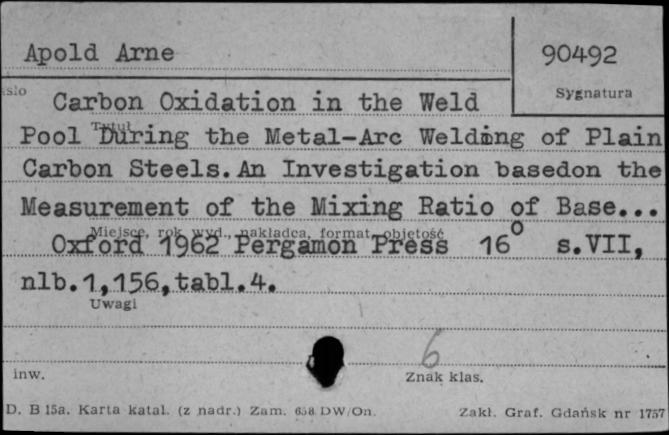 Apold Arne
90492
Sygnatura
Carbon Oxidation in the Weld
Tytuł
Pool During the Metal-Arc Welding of Plain
Carbon Steels. An Investigation basedon the
Measurement of the Mixing Ratio of Base...
Miejsce, rok wyd., nakładca, format, objętość
Oxford 1962 Pergamon Press 16° s.VII,
nlb.1,156,tabl.4.
Uwagi
6
inw.
Znak klas.
D. B 15a. Karta katal. (z nadr.) Zam. 658 DW/On.
Zakł. Graf. Gdańsk nr 1757